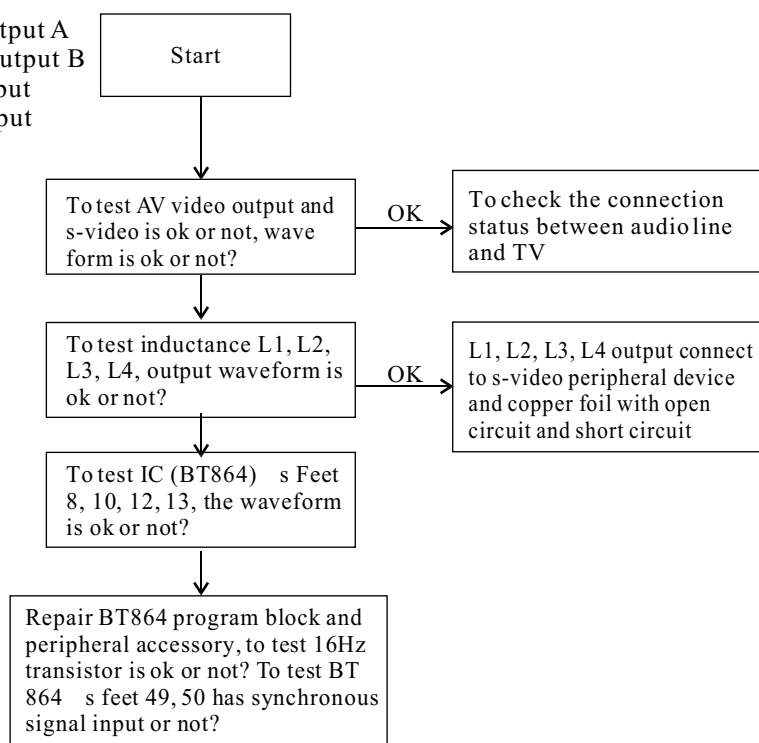 tput A
utput B
put
put
Start
To test AV video output and
s-video is ok or not, wave
form is ok or not?
OK
To check the connection
status between audio line
and TV
To test inductance L1, L2,
L3, L4, output waveform is
ok or not?
OK
L1, L2, L3, L4 output connect
to s-video peripheral device
and copper foil with open
circuit and short circuit
To test IC (BT864) s Feet
8, 10, 12, 13, the waveform
is ok or not?
Repair BT864 program block and
peripheral accessory, to test 16Hz
transistor is ok or not? To test BT
864 s feet 49, 50 has synchronous
signal input or not?